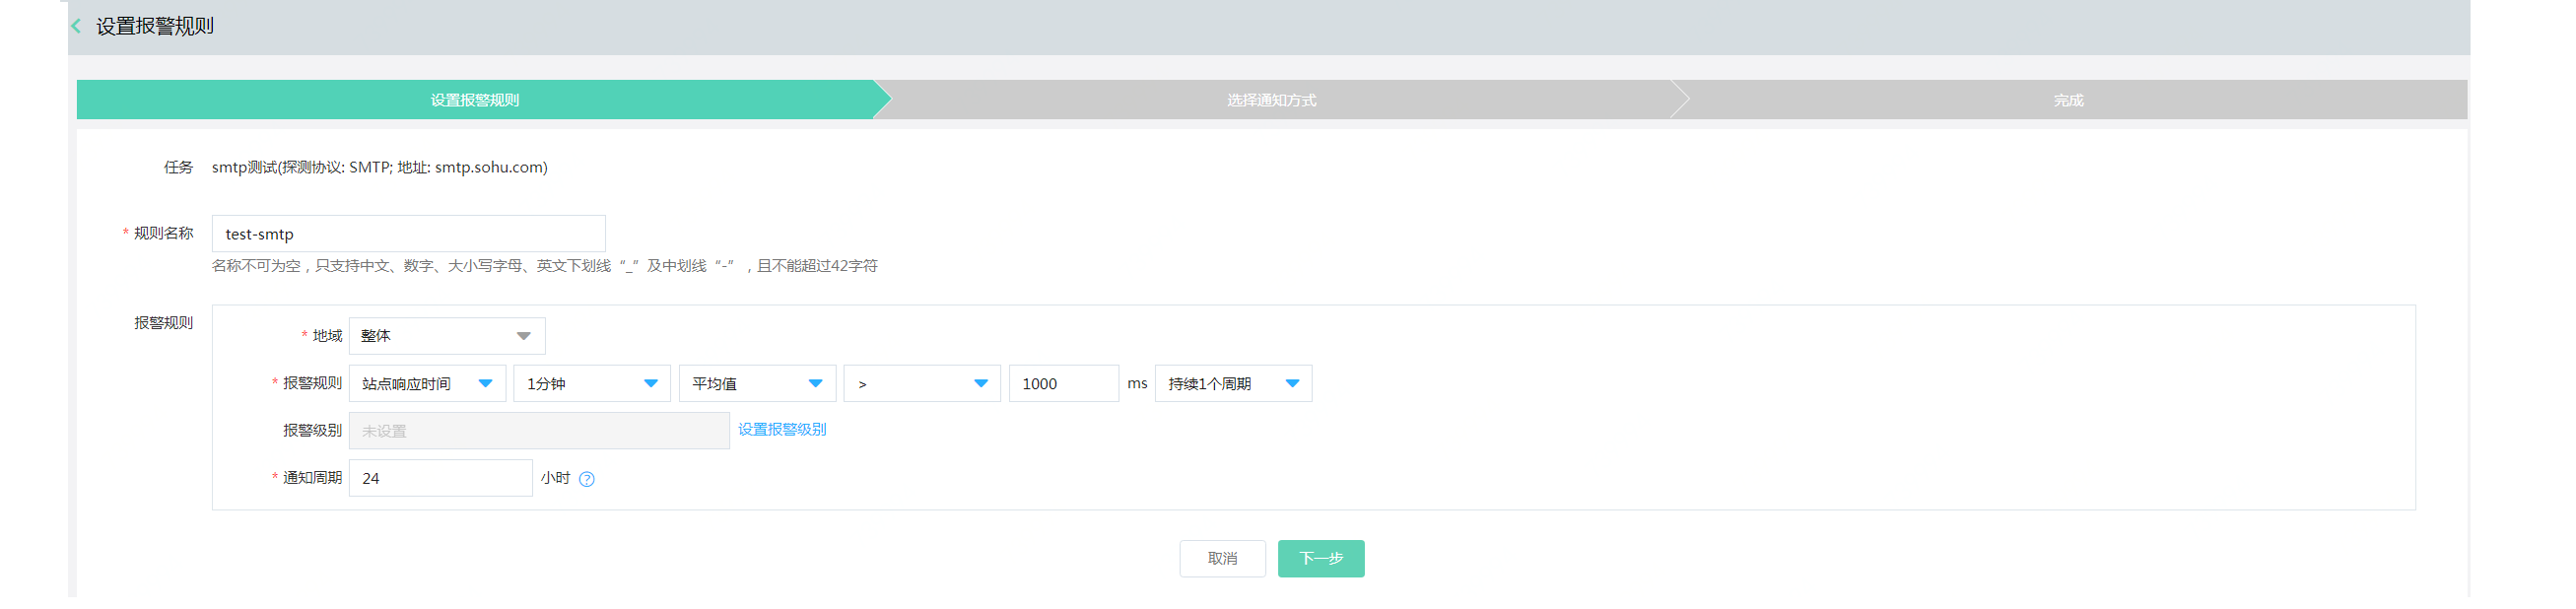 设置报警规则
设置报警规则 选择通知方式 完成
任务 smtp测试(探测协议: SMTP; 地址: smtp.sohu.com)
* 规则名称 test-smtp
名称不可为空，只支持中文、数字、大小写字母、英文下划线“_”及中划线“-”，且不能超过42字符
报警规则
* 地域 整体
* 报警规则 站点响应时间 1分钟 平均值 > 1000 ms 持续1个周期
报警级别 未设置 设置报警级别
* 通知周期 24 小时 ?
取消 下一步